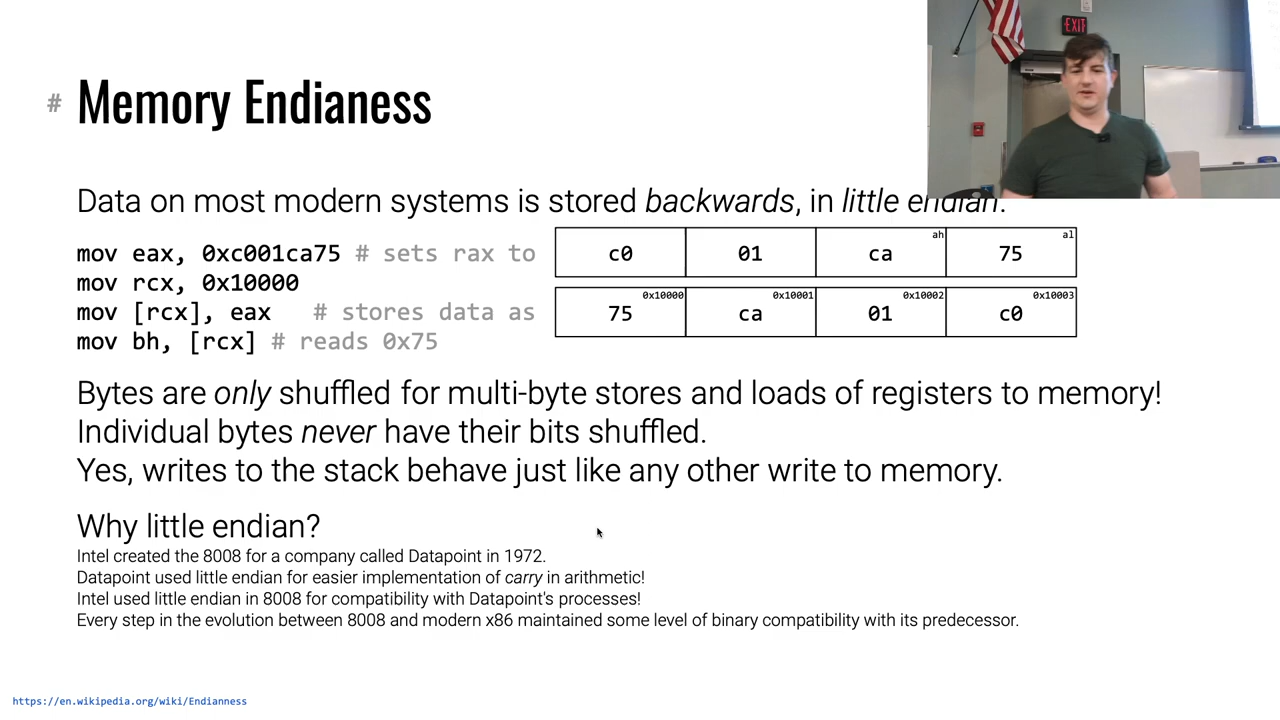 EXIT
# Memory Endianess
Data on most modern systems is stored backwards, in little endian.
mov eax, 0xc001ca75 # sets rax to
ah al
c0 01 ca 75
mov rcx, 0x10000
mov [rcx], eax # stores data as
0x10000 0x10001 0x10002 0x10003
75 ca 01 c0
mov bh, [rcx] # reads 0x75
Bytes are only shuffled for multi-byte stores and loads of registers to memory!
Individual bytes never have their bits shuffled.
Yes, writes to the stack behave just like any other write to memory.
Why little endian?
Intel created the 8008 for a company called Datapoint in 1972.
Datapoint used little endian for easier implementation of carry in arithmetic!
Intel used little endian in 8008 for compatibility with Datapoint's processes!
Every step in the evolution between 8008 and modern x86 maintained some level of binary compatibility with its predecessor.
https://en.wikipedia.org/wiki/Endianness